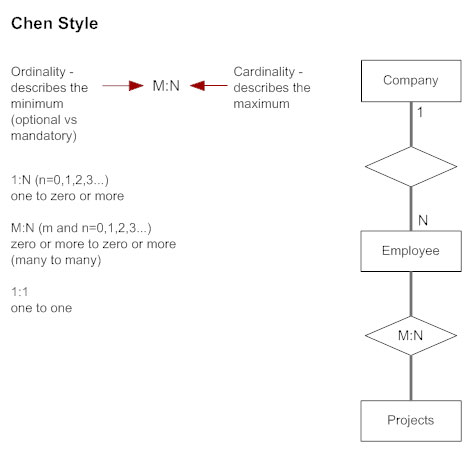 Chen Style
Ordinality -
describes the
minimum
(optional vs
mandatory)
M:N
Cardinality -
describes the
maximum
1:N (n=0,1,2,3...)
one to zero or more
M:N (m and n=0,1,2,3...)
zero or more to zero or more
(many to many)
1:1
one to one
Company
1
N
Employee
M:N
Projects